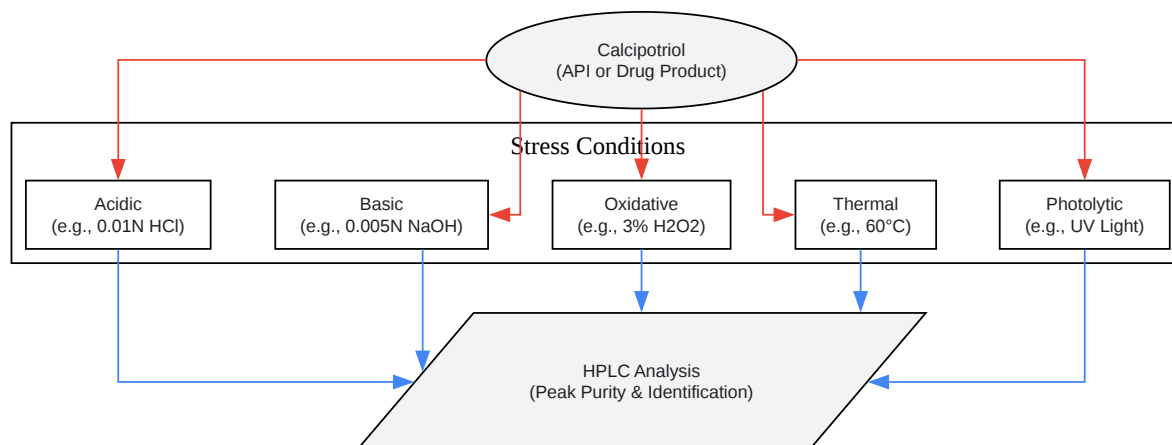 Calcipotriol
(API or Drug Product)
Stress Conditions
Acidic
(e.g., 0.01N HCl)
Basic
(e.g., 0.005N NaOH)
Oxidative
(e.g., 3% H2O2)
Thermal
(e.g., 60°C)
Photolytic
(e.g., UV Light)
HPLC Analysis
(Peak Purity & Identification)